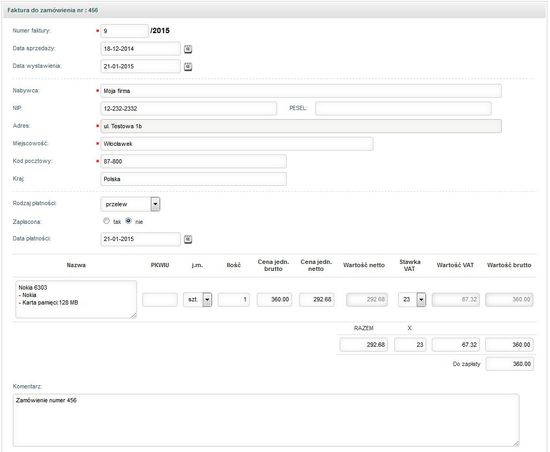 Faktura do zamówienia nr : 456
Numer faktury: * 9 /2015
Data sprzedaży: * 18-12-2014
Data wystawienia: * 21-01-2015
Nabywca: * Moja firma
NIP: 12-232-2332 PESEL:
Adres: * ul. Testowa 1b
Miejscowość: * Włocławek
Kod pocztowy: * 87-800
Kraj: Polska
Rodzaj płatności: przelew
Zapłacona: tak nie
Data płatności: 21-01-2015
Nazwa PKWIU j.m. Ilość Cena jedn. brutto Cena jedn. netto Wartość netto Stawka VAT Wartość VAT Wartość brutto
Nokia 6303 szt. 1 360.00 292.68 292.68 23 67.32 360.00
- Nokia
- Karta pamięci:128 MB
RAZEM X
292.68 23 67.32 360.00
Do zapłaty 360.00
Komentarz:
Zamówienie numer 456